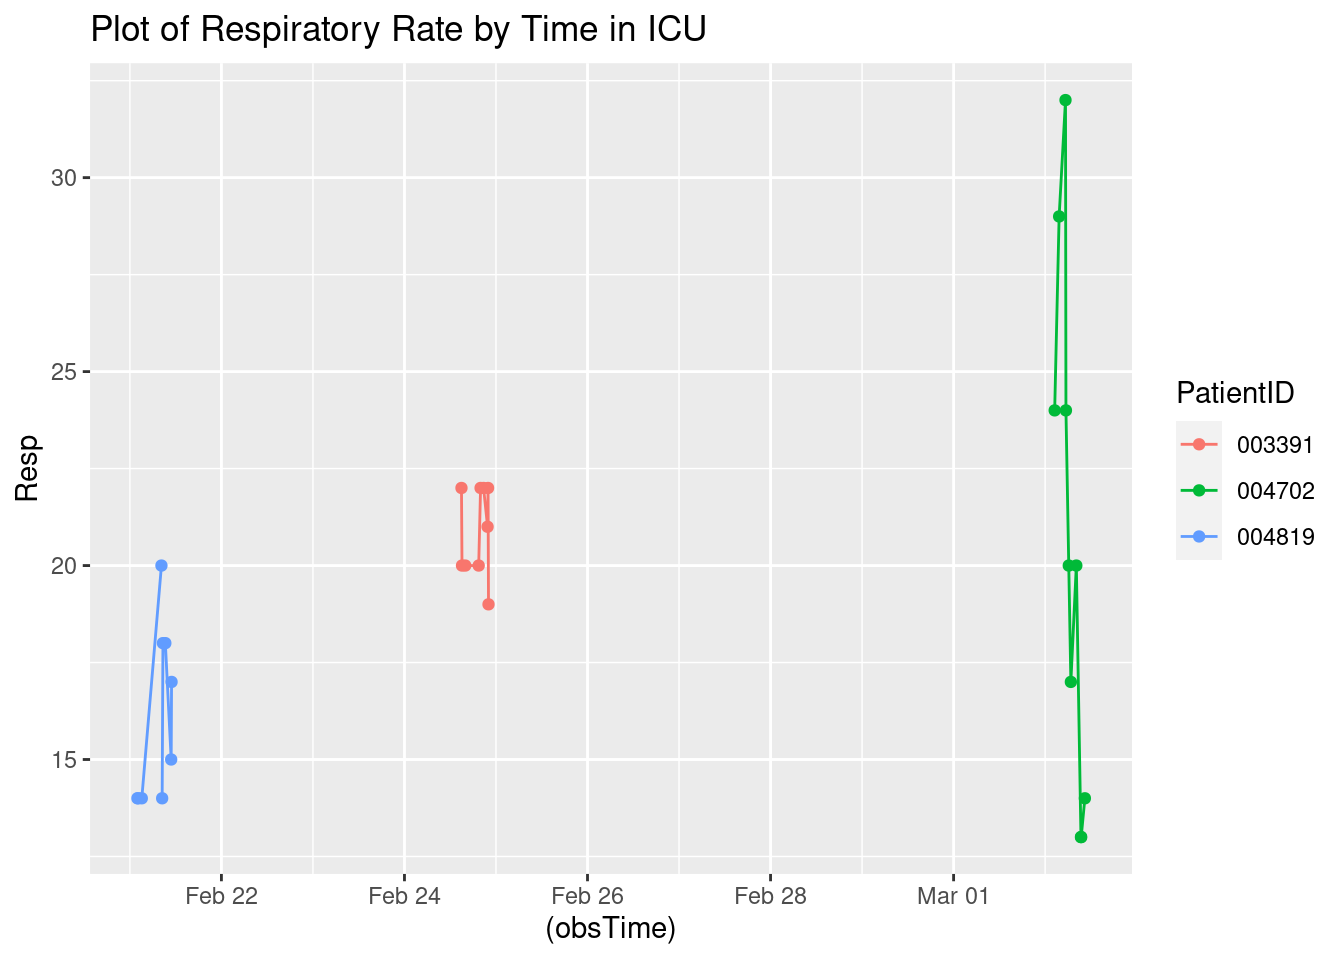 Plot of Respiratory Rate by Time in ICU
30
25
20
15
Resp
Feb 22
Feb 24
Feb 26
Feb 28
Mar 01
(obsTime)
PatientID
003391
004702
004819